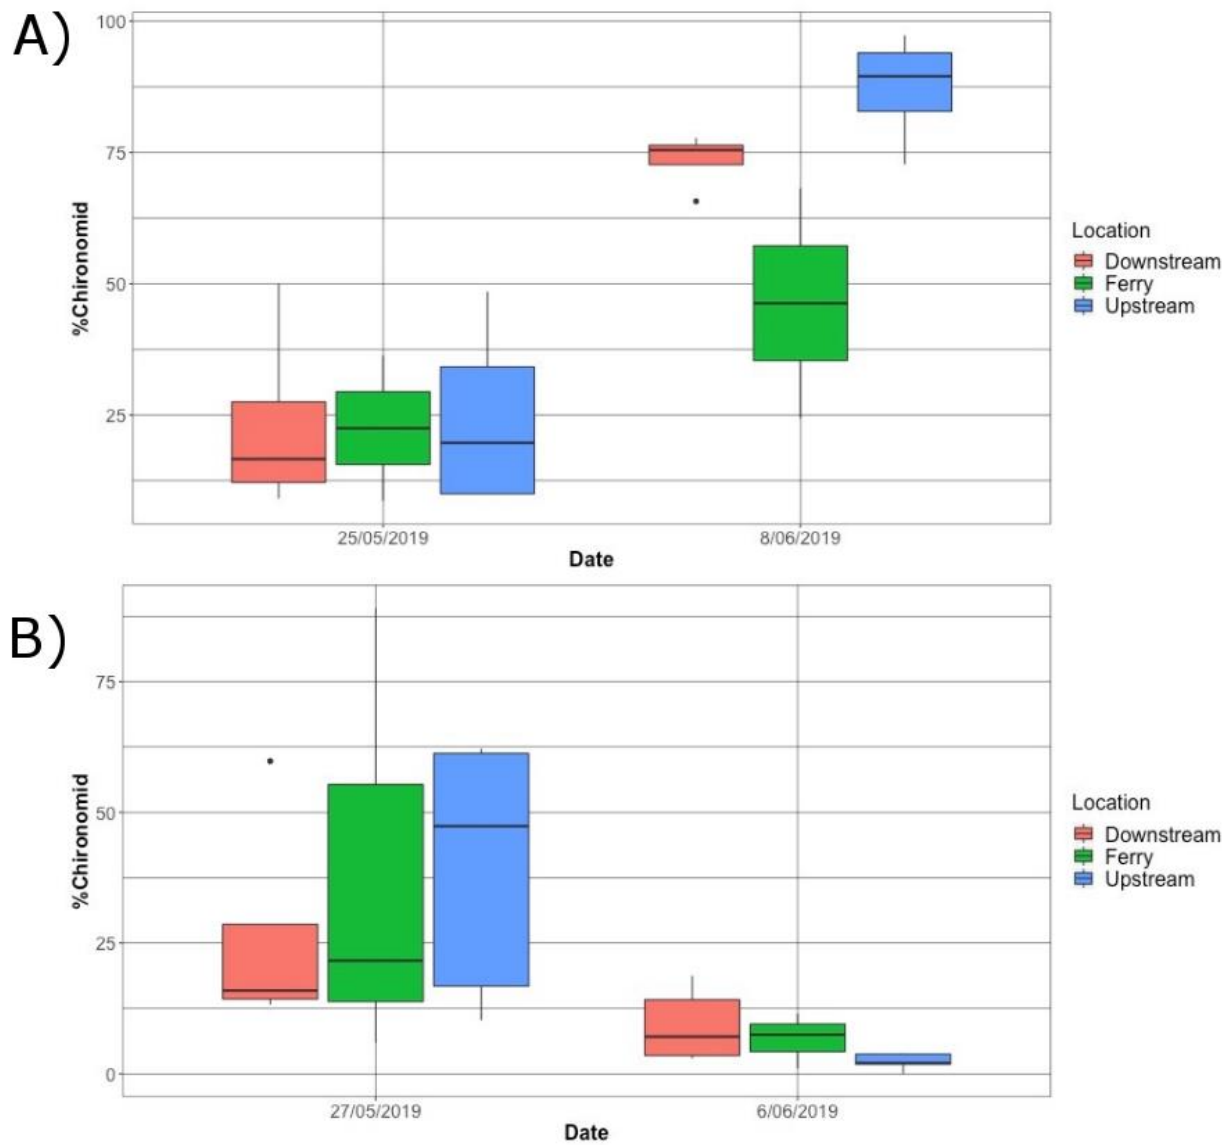 A)
100
75
50
25
%Chironomid
25/05/2019
8/06/2019
Date
Location
Downstream
Ferry
Upstream
B)
75
50
25
0
%Chironomid
27/05/2019
6/06/2019
Date
Location
Downstream
Ferry
Upstream